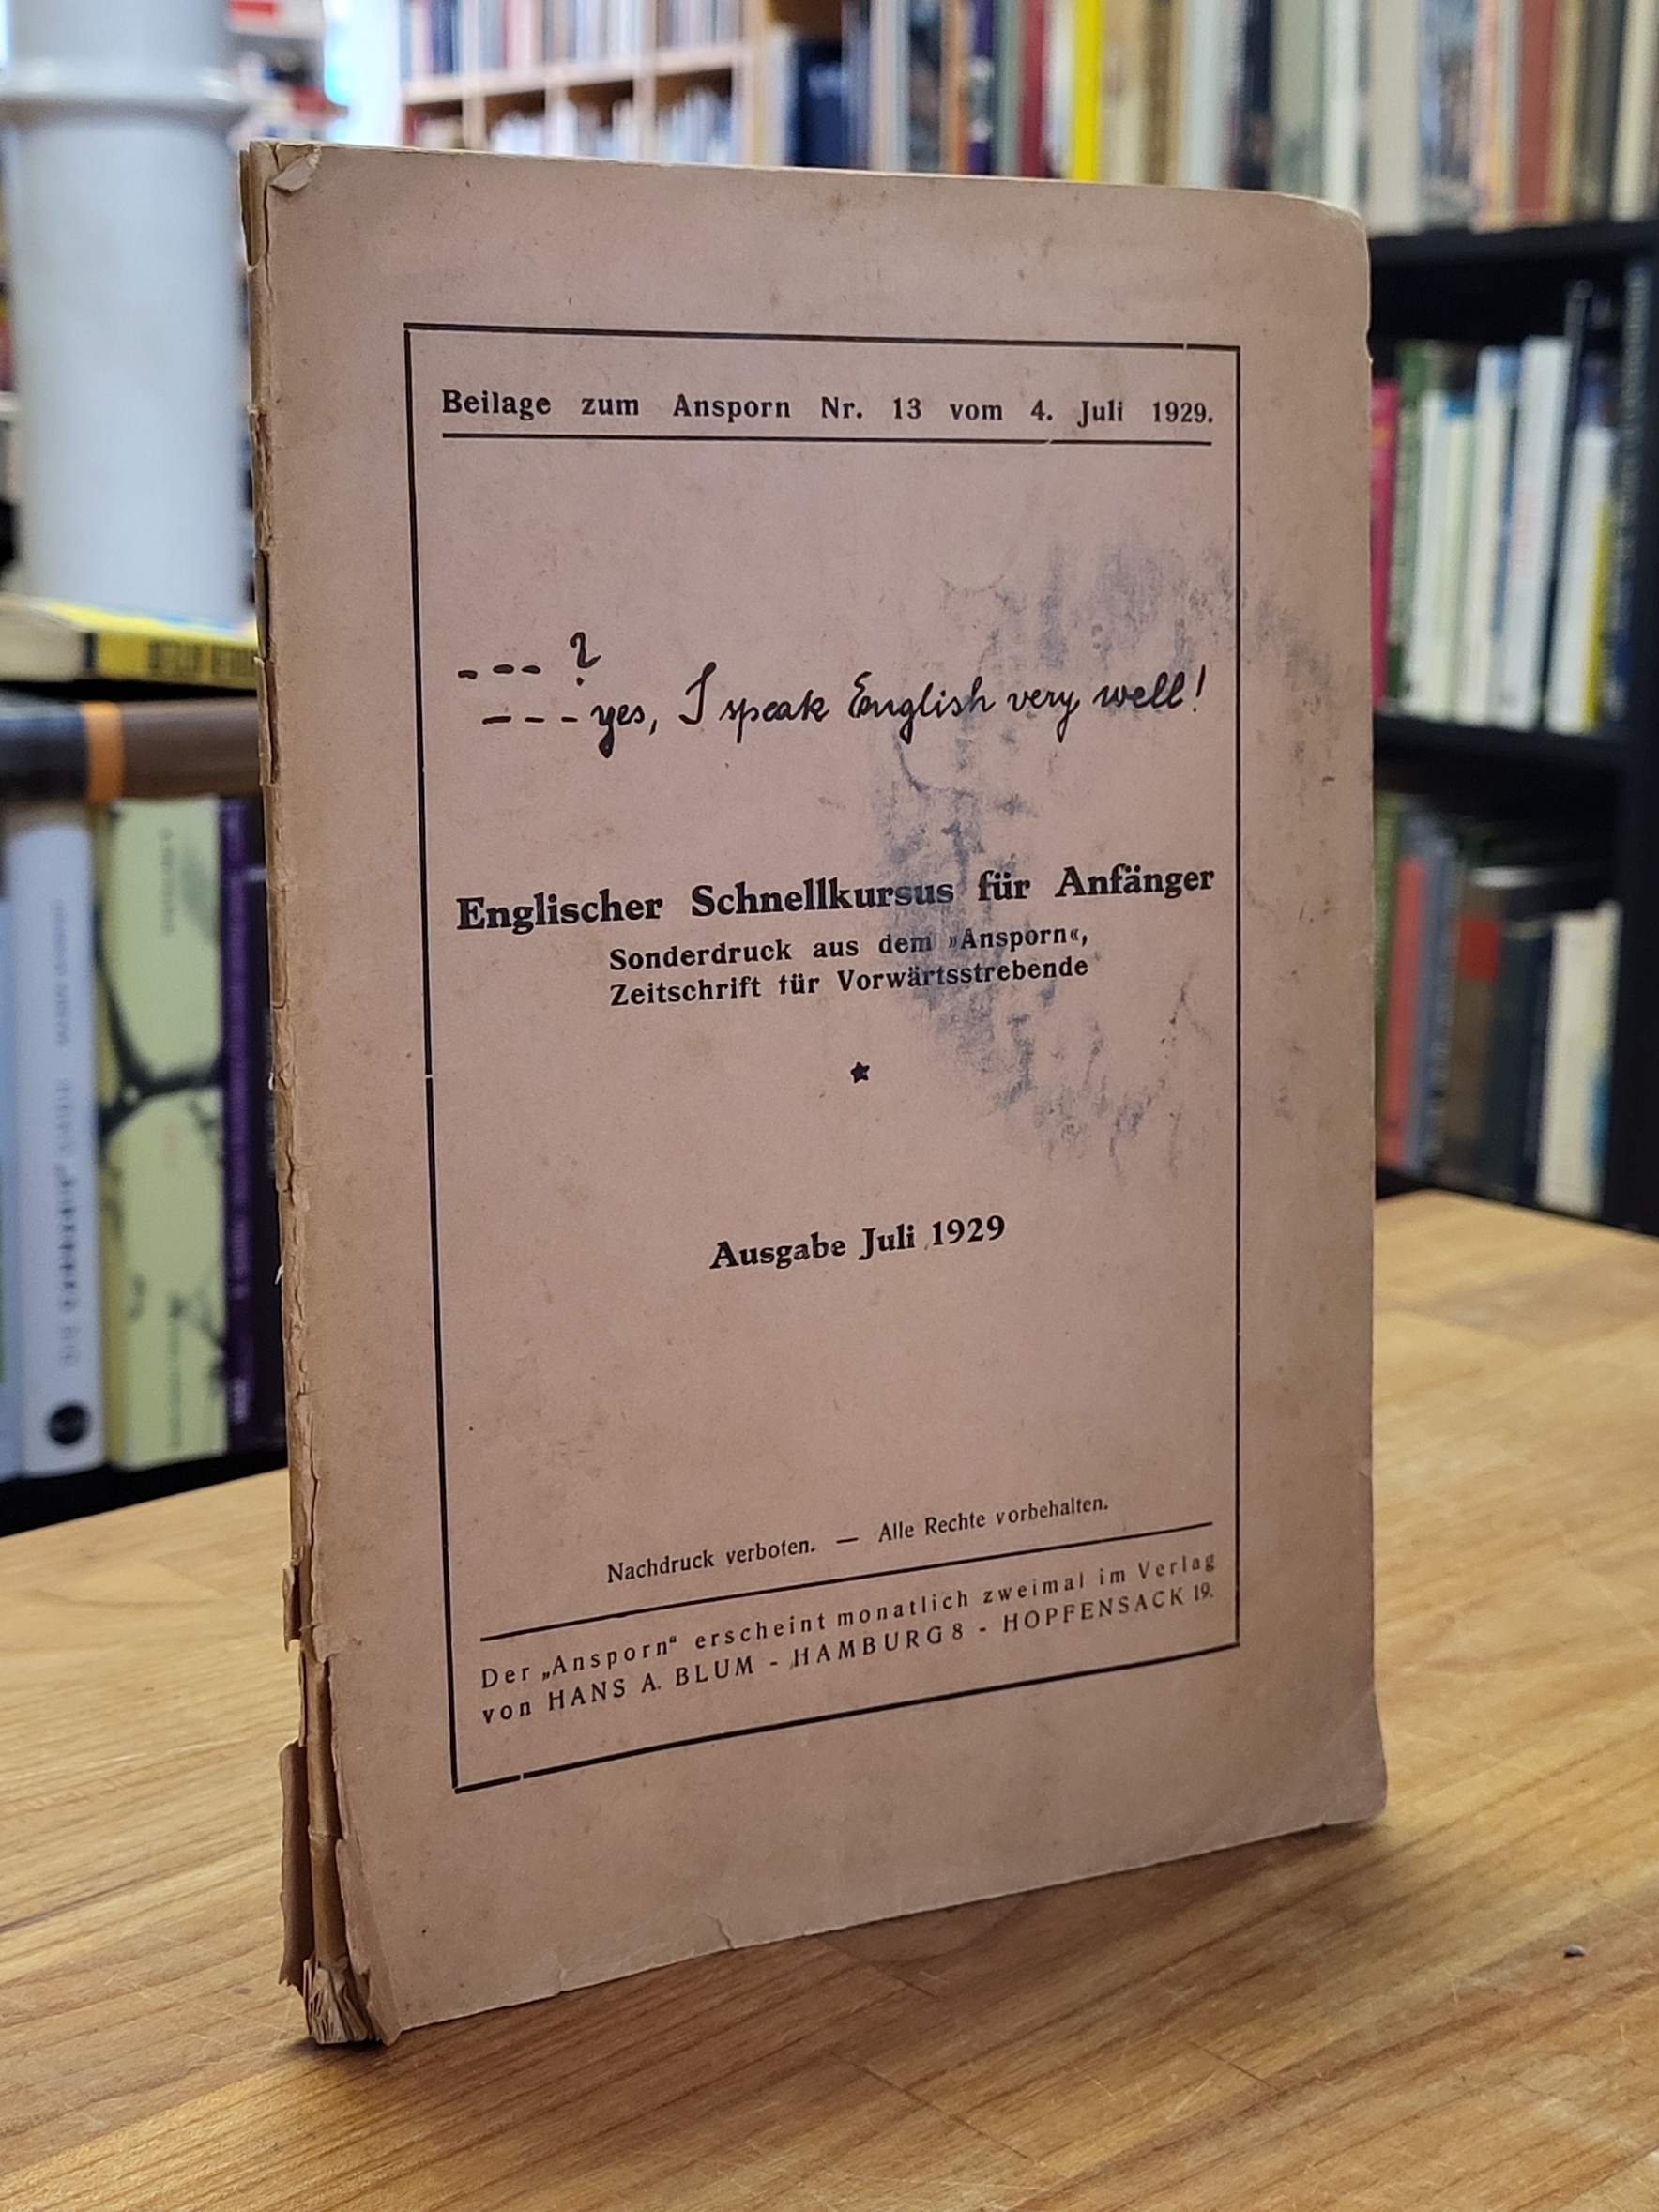 Beilage zum Ansporn Nr. 13 vom 4. Juli 1929.
- - - ?
- - - yes, I speak English very well!
Englischer Schnellkursus für Anfänger
Sonderdruck aus dem »Ansporn«,
Zeitschrift für Vorwärtsstrebende
Ausgabe Juli 1929
Nachdruck verboten. — Alle Rechte vorbehalten.
Der „Ansporn“ erscheint monatlich zweimal im Verlag
von HANS A. BLUM - HAMBURG 8 - HOPFENSACK 19.